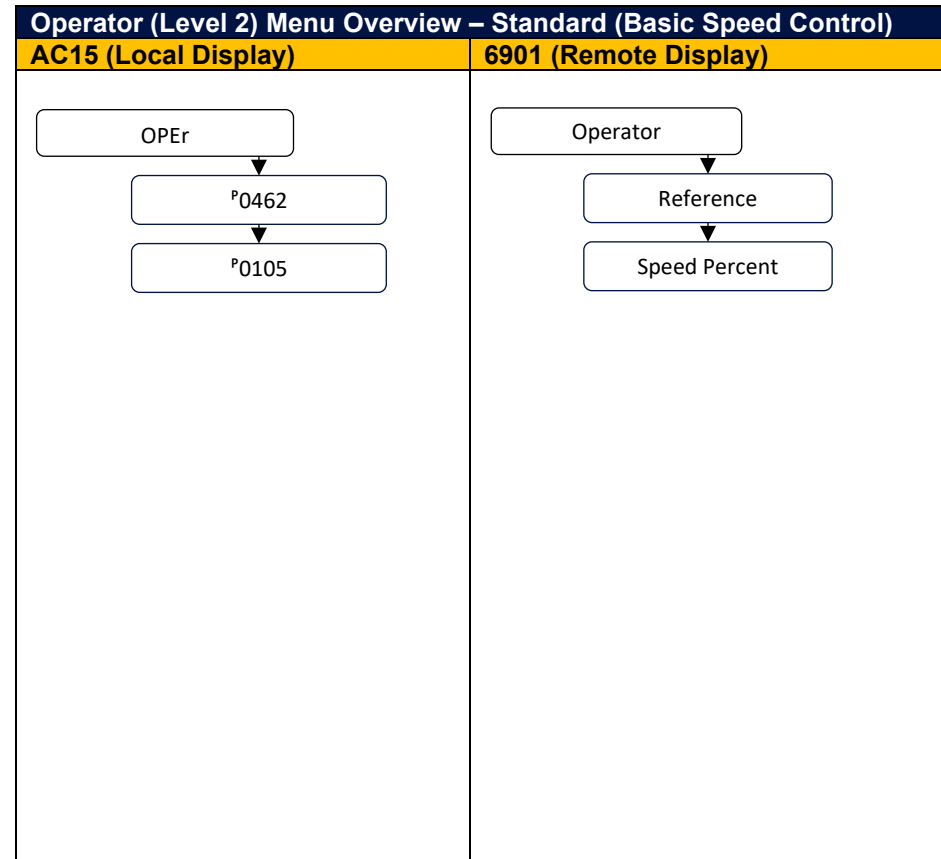 Operator (Level 2) Menu Overview – Standard (Basic Speed Control)
AC15 (Local Display)
6901 (Remote Display)
OPEr
ᴾ0462
ᴾ0105
Operator
Reference
Speed Percent